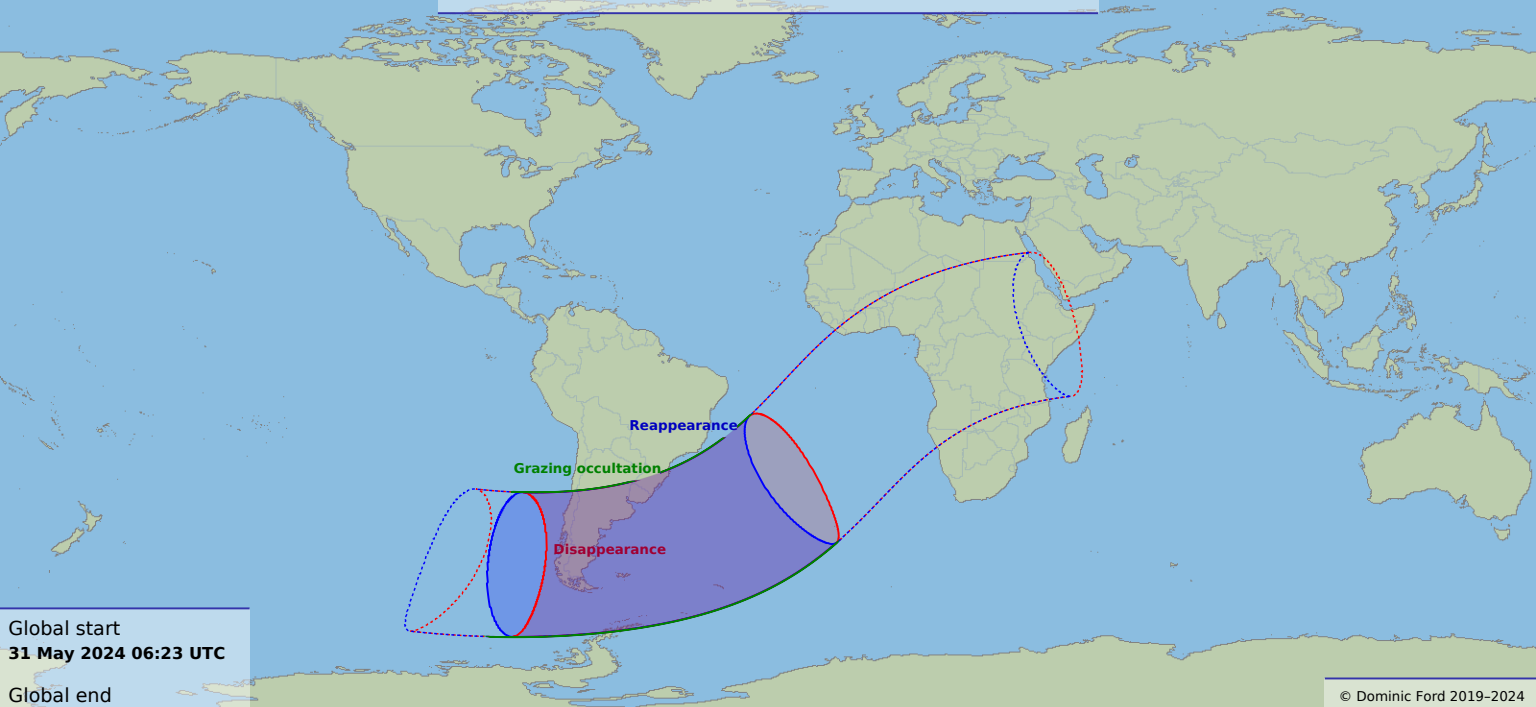 Reappearance
Grazing occultation
Disappearance
Global start
31 May 2024 06:23 UTC
Global end
© Dominic Ford 2019–2024